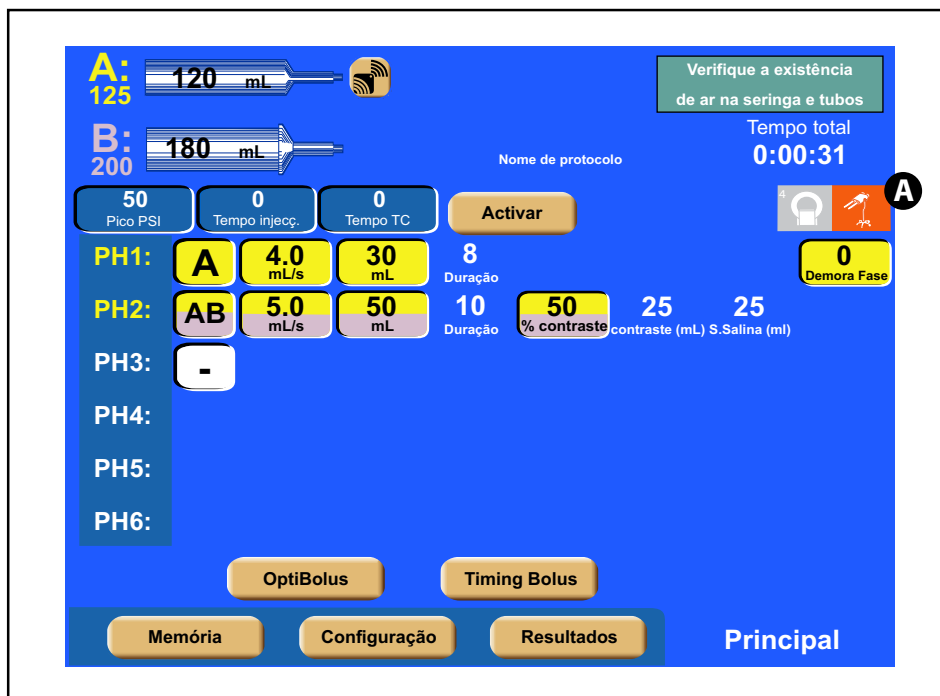 A:
125
120 mL
Verifique a existência
de ar na seringa e tubos
B:
200
180 mL
Nome de protocolo
Tempo total
0:00:31
50
Pico PSI
0
Tempo injecç.
0
Tempo TC
Activar
4
A
PH1:
A
4.0
mL/s
30
mL
8
Duração
0
Demora Fase
PH2:
AB
5.0
mL/s
50
mL
10
Duração
50
% contraste
25
contraste (mL)
25
S.Salina (ml)
PH3:
-
PH4:
PH5:
PH6:
OptiBolus
Timing Bolus
Memória
Configuração
Resultados
Principal